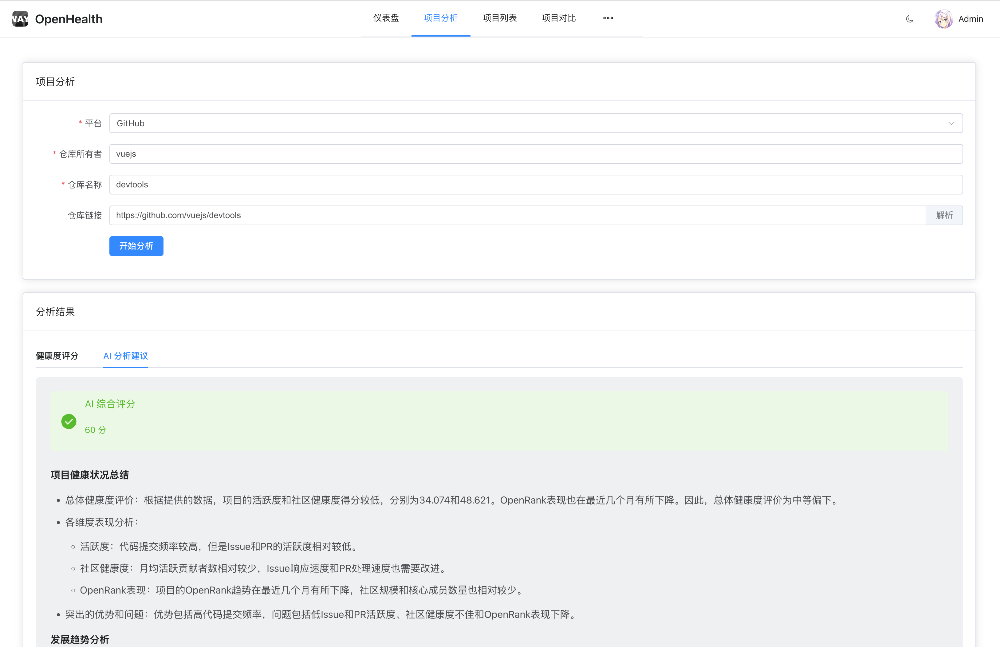 WAY OpenHealth 仪表盘 项目分析 项目列表 项目对比 Admin
项目分析
* 平台 GitHub
* 仓库所有者 vuejs
* 仓库名称 devtools
仓库链接 https://github.com/vuejs/devtools 解析
开始分析
分析结果
健康度评分 AI 分析建议
AI 综合评分
60 分
项目健康状况总结
• 总体健康度评价：根据提供的数据，项目的活跃度和社区健康度得分较低，分别为34.074和48.621。OpenRank表现也在最近几个月有所下降。因此，总体健康度评价为中等偏下。
• 各维度表现分析：
◦ 活跃度：代码提交频率较高，但是Issue和PR的活跃度相对较低。
◦ 社区健康度：月均活跃贡献者数相对较少，Issue响应速度和PR处理速度也需要改进。
◦ OpenRank表现：项目的OpenRank趋势在最近几个月有所下降，社区规模和核心成员数量也相对较少。
• 突出的优势和问题：优势包括高代码提交频率，问题包括低Issue和PR活跃度、社区健康度不佳和OpenRank表现下降。
发展趋势分析